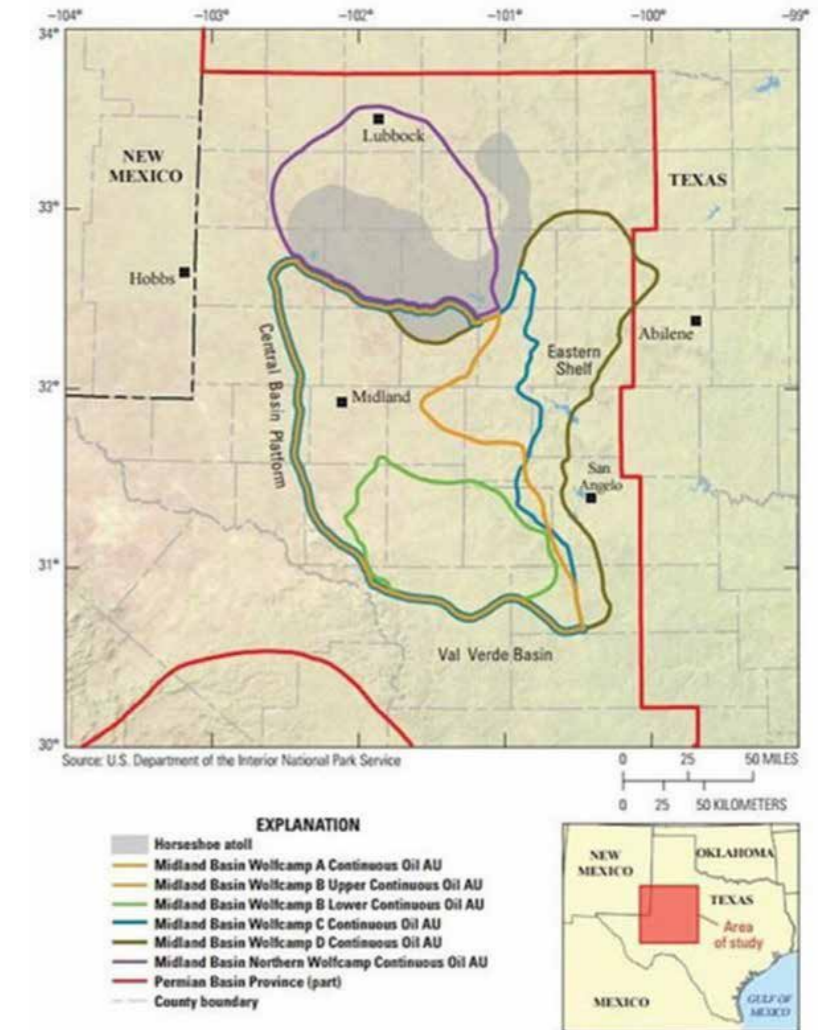 –104° –103° –102° –101° –100° –99°
34°
Lubbock
NEW
MEXICO
TEXAS
33°
Hobbs
Abilene
Central Basin Platform
Eastern
Shelf
32°
Midland
San
Angelo
31°
Val Verde Basin
30°
Source: U.S. Department of the Interior National Park Service
0 25 50 MILES
0 25 50 KILOMETERS
EXPLANATION
Horseshoe atoll
Midland Basin Wolfcamp A Continuous Oil AU
Midland Basin Wolfcamp B Upper Continuous Oil AU
Midland Basin Wolfcamp B Lower Continuous Oil AU
Midland Basin Wolfcamp C Continuous Oil AU
Midland Basin Wolfcamp D Continuous Oil AU
Midland Basin Northern Wolfcamp Continuous Oil AU
Permian Basin Province (part)
County boundary
NEW
MEXICO
OKLAHOMA
TEXAS
Area
of study
MEXICO
GULF OF
MEXICO